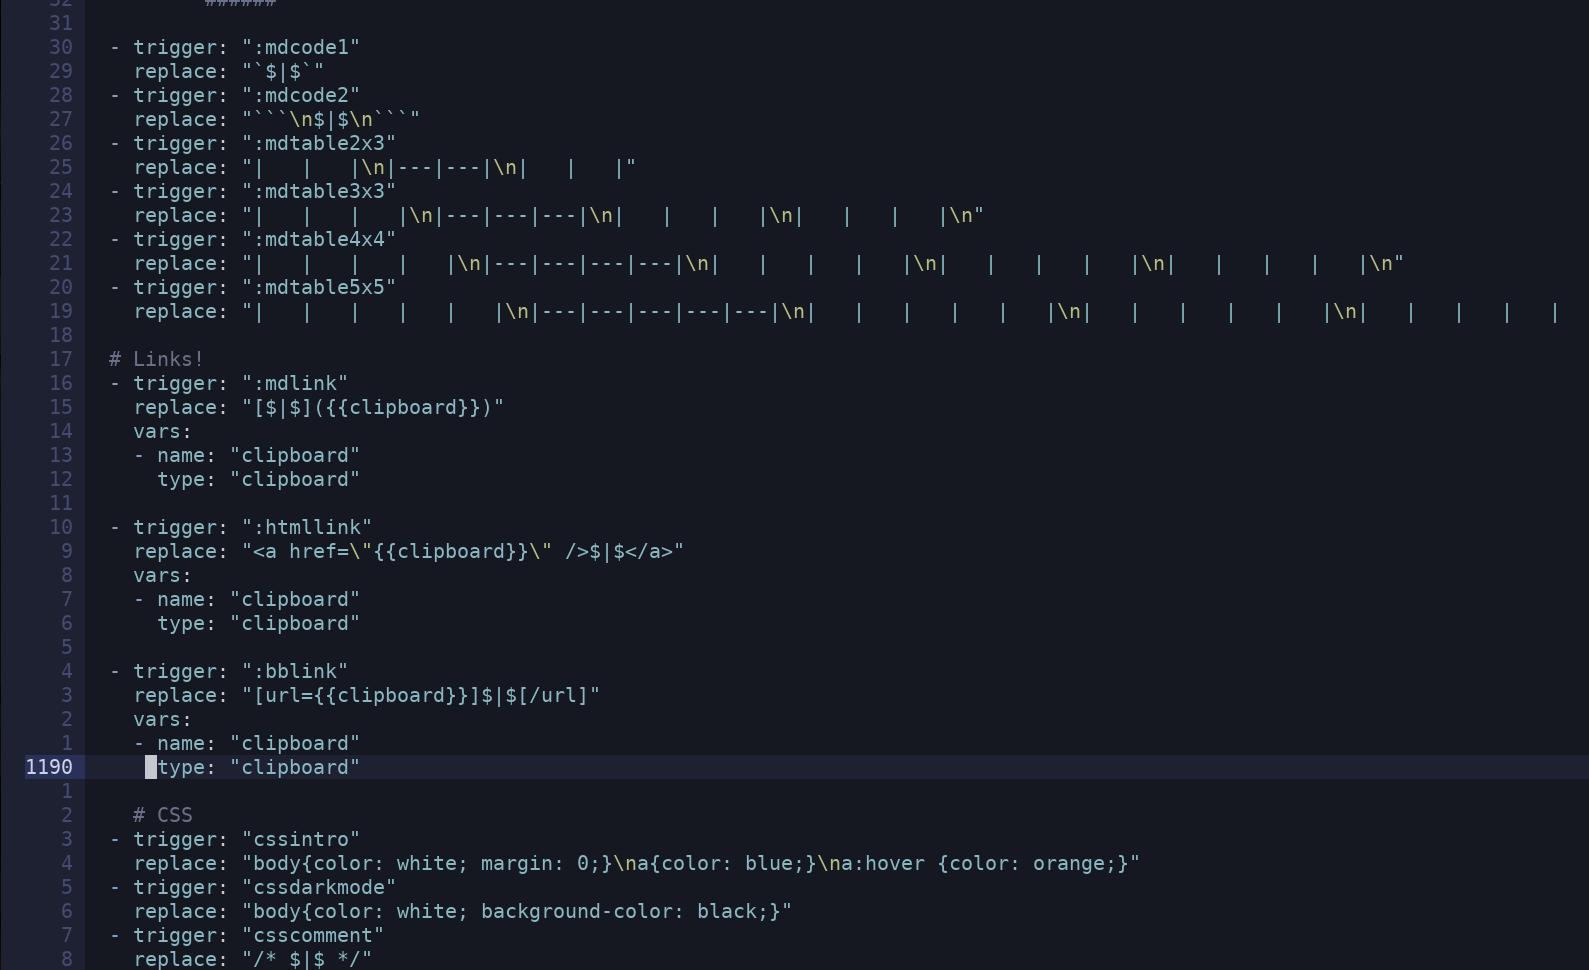 32 ######
31
30 - trigger: ":mdcode1"
29 replace: "`$|$`"
28 - trigger: ":mdcode2"
27 replace: "```\n$|$\n```"
26 - trigger: ":mdtable2x3"
25 replace: "|   |   |\n|---|---|\n|   |   |"
24 - trigger: ":mdtable3x3"
23 replace: "|   |   |   |\n|---|---|---|\n|   |   |   |\n|   |   |   |\n"
22 - trigger: ":mdtable4x4"
21 replace: "|   |   |   |   |\n|---|---|---|---|\n|   |   |   |   |\n|   |   |   |   |\n|   |   |   |   |\n"
20 - trigger: ":mdtable5x5"
19 replace: "|   |   |   |   |   |\n|---|---|---|---|---|\n|   |   |   |   |   |\n|   |   |   |   |   |\n|   |   |   |   |
18
17 # Links!
16 - trigger: ":mdlink"
15 replace: "[$|$]({{clipboard}})"
14 vars:
13 - name: "clipboard"
12 type: "clipboard"
11
10 - trigger: ":htmllink"
9 replace: "<a href=\"{{clipboard}}\" />$|$</a>"
8 vars:
7 - name: "clipboard"
6 type: "clipboard"
5
4 - trigger: ":bblink"
3 replace: "[url={{clipboard}}]$|$[/url]"
2 vars:
1 - name: "clipboard"
1190 type: "clipboard"
1
2 # CSS
3 - trigger: "cssintro"
4 replace: "body{color: white; margin: 0;}\na{color: blue;}\na:hover {color: orange;}"
5 - trigger: "cssdarkmode"
6 replace: "body{color: white; background-color: black;}"
7 - trigger: "csscomment"
8 replace: "/* $|$ */"